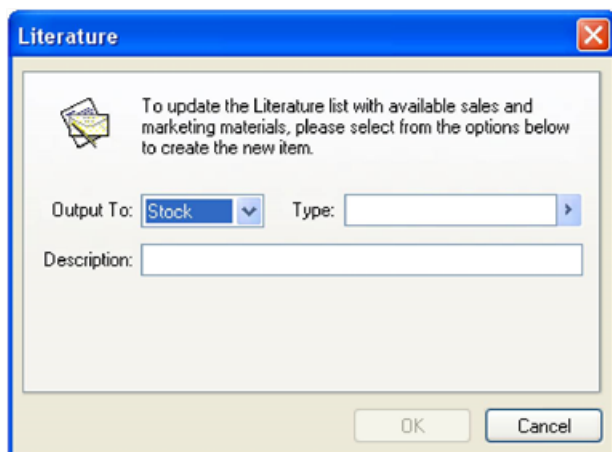 Literature
To update the Literature list with available sales and
marketing materials, please select from the options below
to create the new item.
Output To: Stock Type:
Description:
OK Cancel